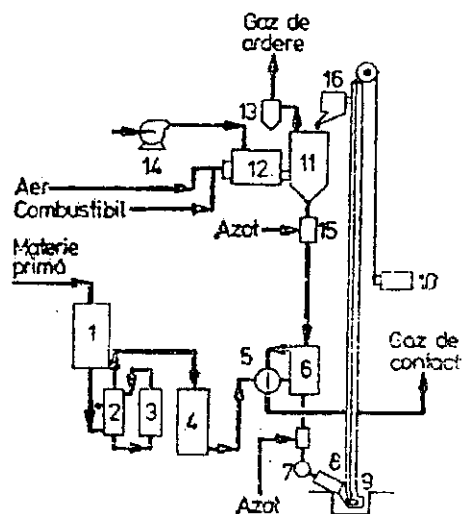 Gaz de
ardere
16
13
14
12
11
Aer
Combustibil
Azot
15
Materie
primă
10
Gaz de
contact
1
5
6
2
3
4
7
8
9
Azot